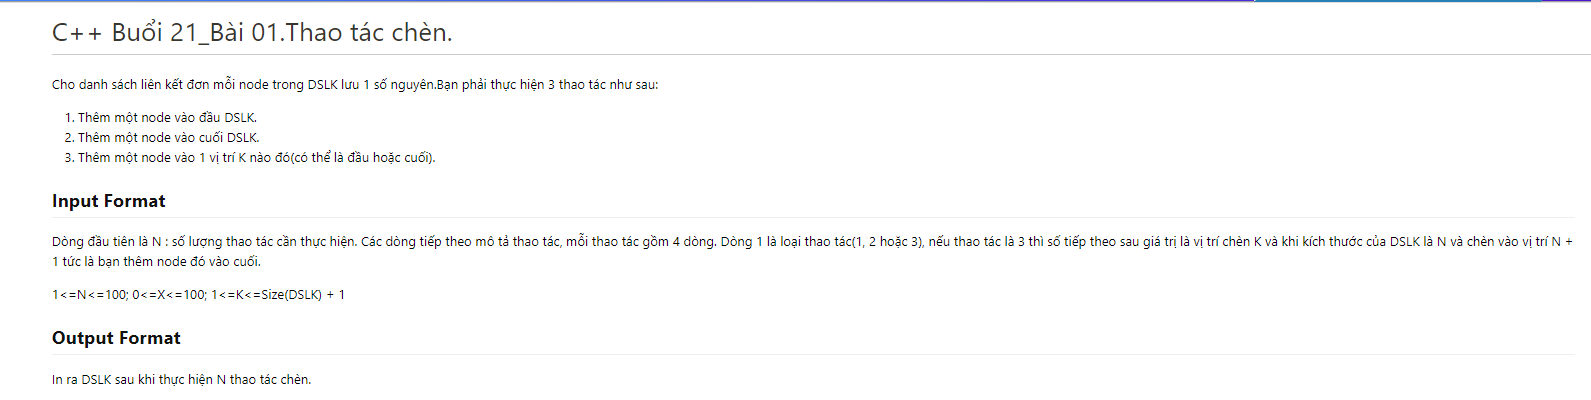 C++ Buổi 21_Bài 01.Thao tác chèn.
Cho danh sách liên kết đơn mỗi node trong DSLK lưu 1 số nguyên.Bạn phải thực hiện 3 thao tác như sau:
1. Thêm một node vào đầu DSLK.
2. Thêm một node vào cuối DSLK.
3. Thêm một node vào 1 vị trí K nào đó(có thể là đầu hoặc cuối).
Input Format
Dòng đầu tiên là N : số lượng thao tác cần thực hiện. Các dòng tiếp theo mô tả thao tác, mỗi thao tác gồm 4 dòng. Dòng 1 là loại thao tác(1, 2 hoặc 3), nếu thao tác là 3 thì số tiếp theo sau giá trị là vị trí chèn K và khi kích thước của DSLK là N và chèn vào vị trí N +
1 tức là bạn thêm node đó vào cuối.
1<=N<=100; 0<=X<=100; 1<=K<=Size(DSLK) + 1
Output Format
In ra DSLK sau khi thực hiện N thao tác chèn.